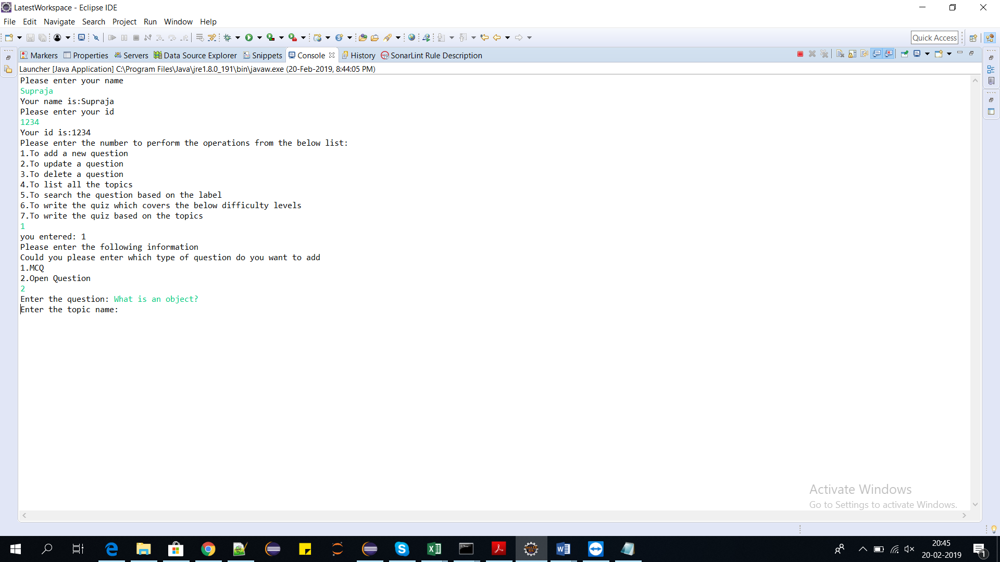 LatestWorkspace - Eclipse IDE
File Edit Navigate Search Project Run Window Help
Quick Access
Markers Properties Servers Data Source Explorer Snippets Console History SonarLint Rule Description
Launcher [Java Application] C:\Program Files\Java\jre1.8.0_191\bin\javaw.exe (20-Feb-2019, 8:44:05 PM)
Please enter your name
Supraja
Your name is:Supraja
Please enter your id
1234
Your id is:1234
Please enter the number to perform the operations from the below list:
1.To add a new question
2.To update a question
3.To delete a question
4.To list all the topics
5.To search the question based on the label
6.To write the quiz which covers the below difficulty levels
7.To write the quiz based on the topics
1
you entered: 1
Please enter the following information
Could you please enter which type of question do you want to add
1.MCQ
2.Open Question
2
Enter the question: What is an object?
Enter the topic name:
Activate Windows
Go to Settings to activate Windows.
20:45
20-02-2019
1